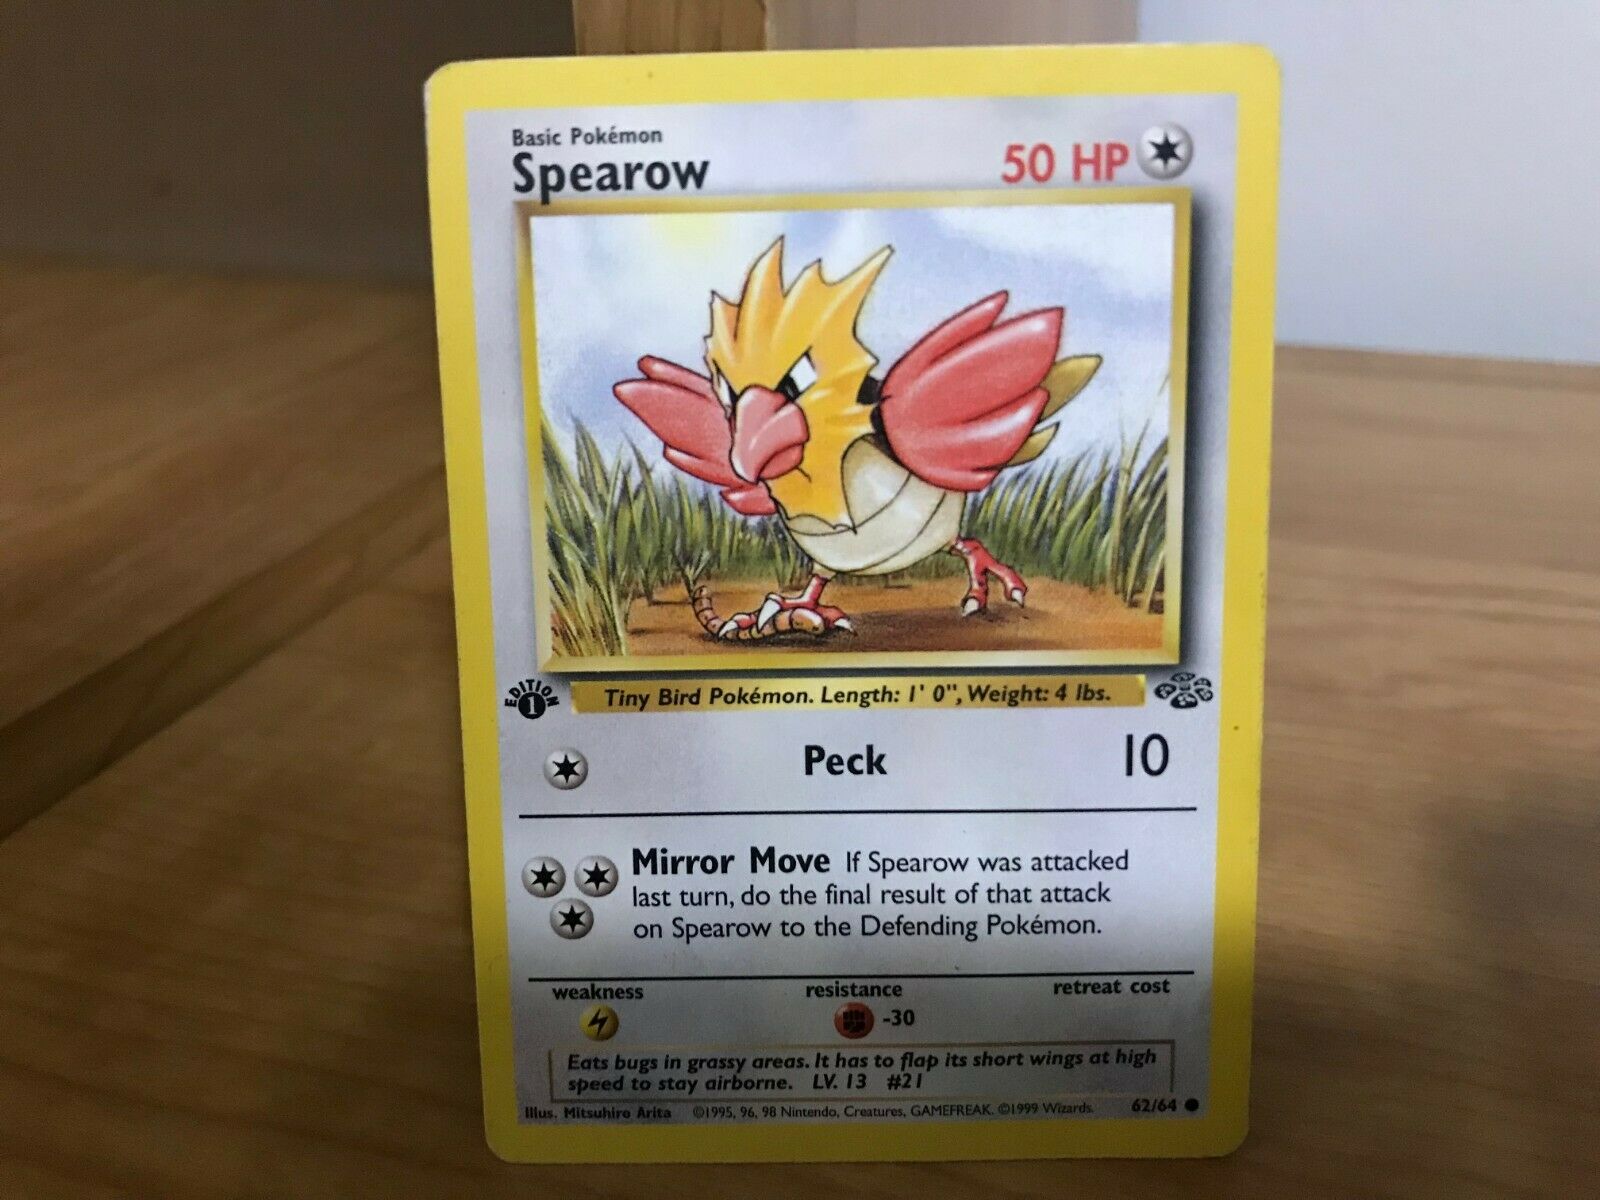 Basic Pokémon
Spearow
50 HP
EDITION
1
Tiny Bird Pokémon. Length: 1' 0", Weight: 4 lbs.
Peck 10
Mirror Move If Spearow was attacked
last turn, do the final result of that attack
on Spearow to the Defending Pokémon.
weakness resistance retreat cost
-30
Eats bugs in grassy areas. It has to flap its short wings at high
speed to stay airborne. LV. 13 #21
Illus. Mitsuhiro Arita ©1995, 96, 98 Nintendo, Creatures, GAMEFREAK. ©1999 Wizards. 62/64